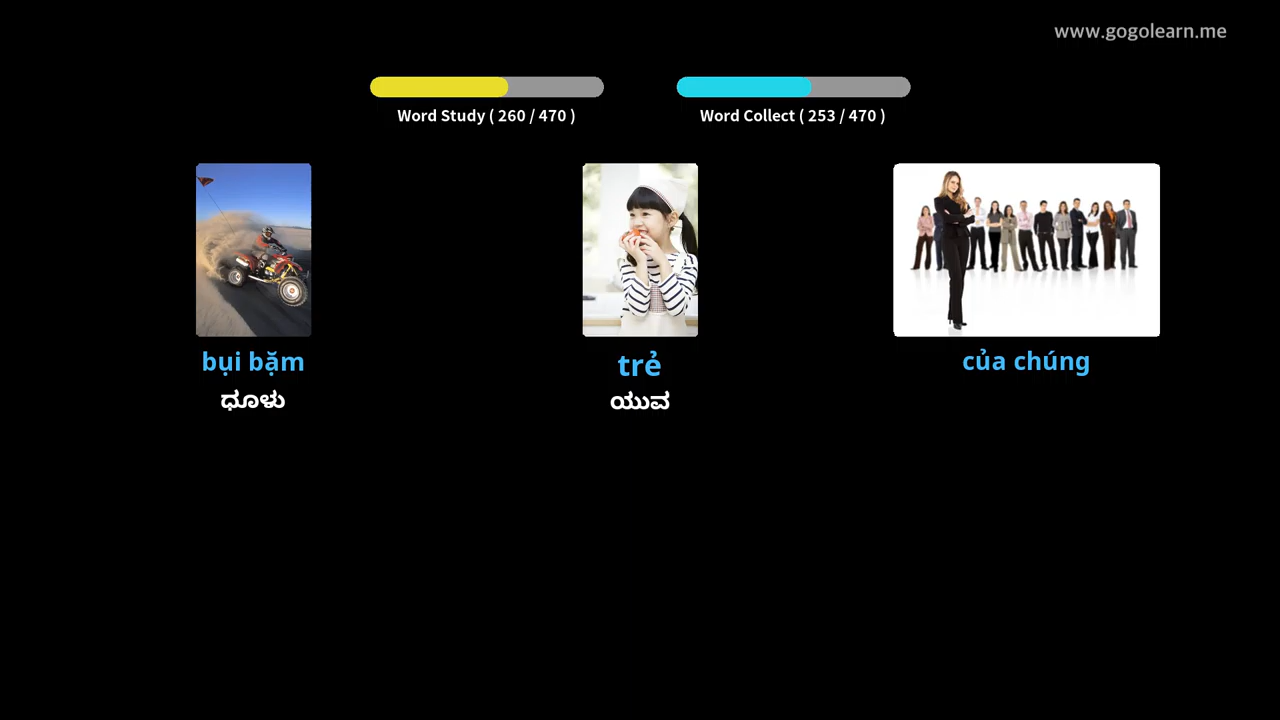 www.gogolearn.me
Word Study ( 260 / 470 )
Word Collect ( 253 / 470 )
bụi bặm
trẻ
của chúng
ಧೂಳು
ಯುವ